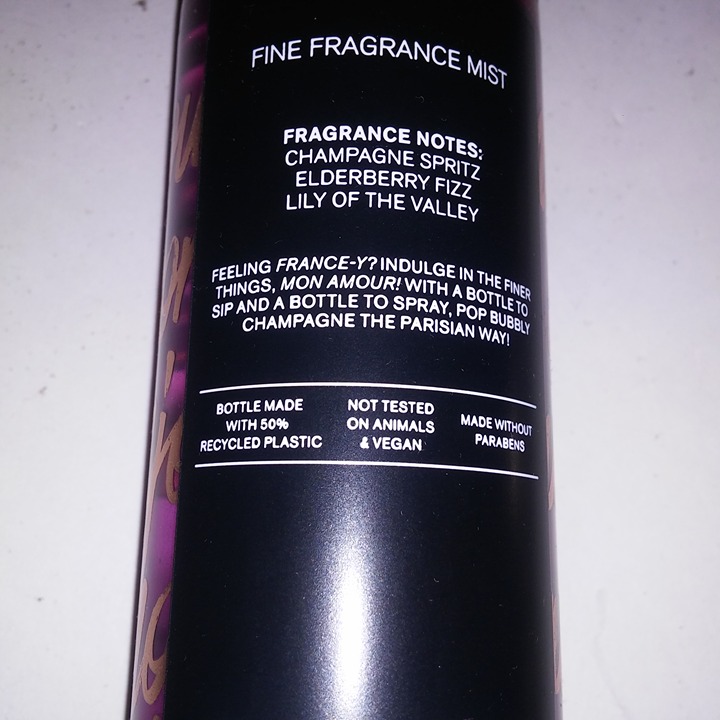 FINE FRAGRANCE MIST
FRAGRANCE NOTES:
CHAMPAGNE SPRITZ
ELDERBERRY FIZZ
LILY OF THE VALLEY
FEELING FRANCE-Y? INDULGE IN THE FINER
THINGS, MON AMOUR! WITH A BOTTLE TO
SIP AND A BOTTLE TO SPRAY, POP BUBBLY
CHAMPAGNE THE PARISIAN WAY!
BOTTLE MADE
WITH 50%
RECYCLED PLASTIC
NOT TESTED
ON ANIMALS
& VEGAN
MADE WITHOUT
PARABENS